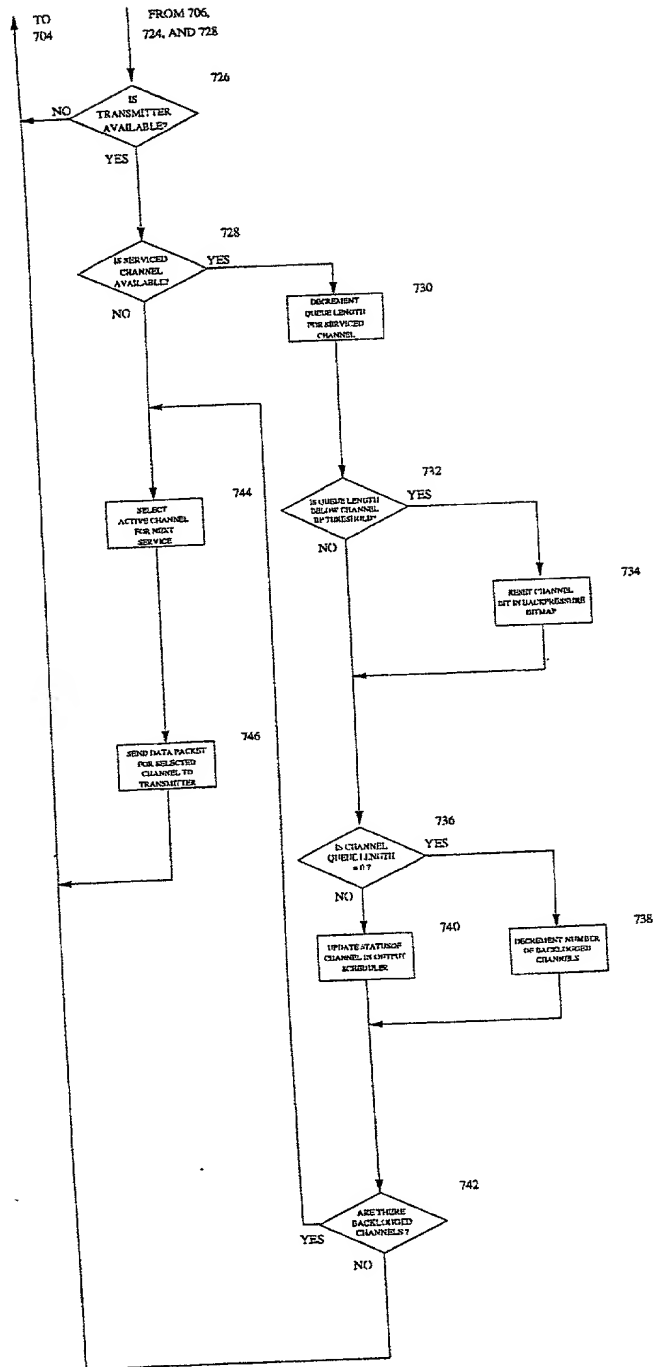 TO
704
FROM 706,
724, AND 728
726
IS
TRANSMITTER
AVAILABLE?
NO
YES
728
IS SERVICED
CHANNEL
AVAILABLE?
YES
NO
730
DECREMENT
QUEUE LENGTH
FOR SERVICED
CHANNEL
732
IS QUEUE LENGTH
BELOW CHANNEL
THRESHOLD?
YES
NO
744
SELECT
ACTIVE CHANNEL
FOR NEXT
SERVICE
734
RESET CHANNEL
BIT IN BACKPRESSURE
BITMAP
746
SEND DATA PACKET
FOR SELECTED
CHANNEL TO
TRANSMITTER
736
IS CHANNEL
QUEUE LENGTH
= 0 ?
YES
NO
740
UPDATE STATUS OF
CHANNEL IN OUTPUT
SCHEDULER
738
DECREMENT NUMBER
OF BACKLOGGED
CHANNELS
742
ARE THERE
BACKLOGGED
CHANNELS ?
YES
NO